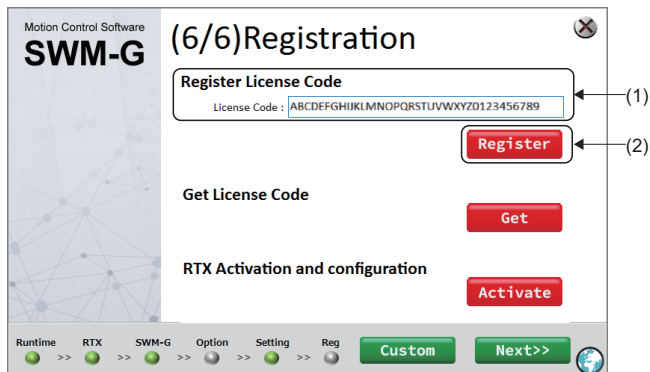 Motion Control Software
SWM-G
(6/6)Registration
Register License Code
License Code : ABCDEFGHIJKLMNOPQRSTUVWXYZ0123456789
(1)
Register
(2)
Get License Code
Get
RTX Activation and configuration
Activate
Runtime RTX SWM-G Option Setting Reg
>> >> >> >> >>
Custom
Next>>